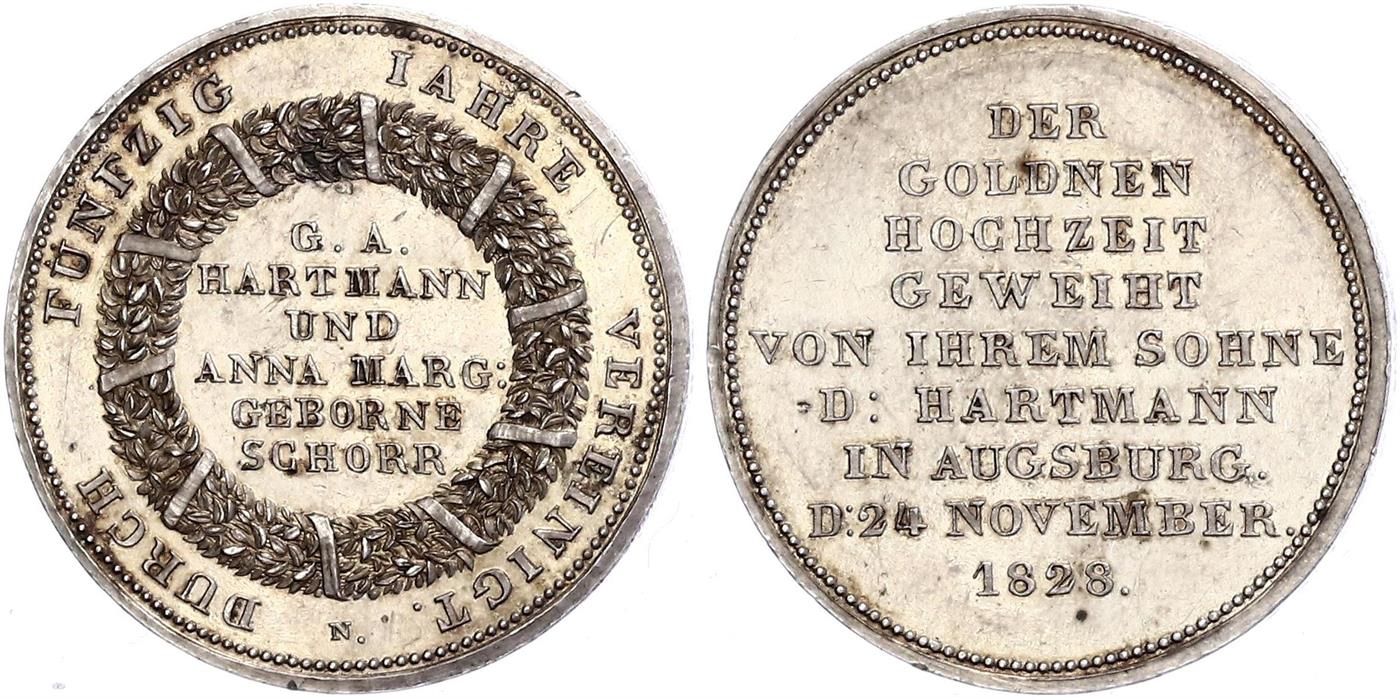 DURCH FÜNFZIG IAHRE VEREINIGT:
G. A.
HARTMANN
UND
ANNA MARG:
GEBORNE
SCHORR
N.
DER
GOLDNEN
HOCHZEIT
GEWEIHT
VON IHREM SOHNE
D: HARTMANN
IN AUGSBURG.
D:24 NOVEMBER.
1828.